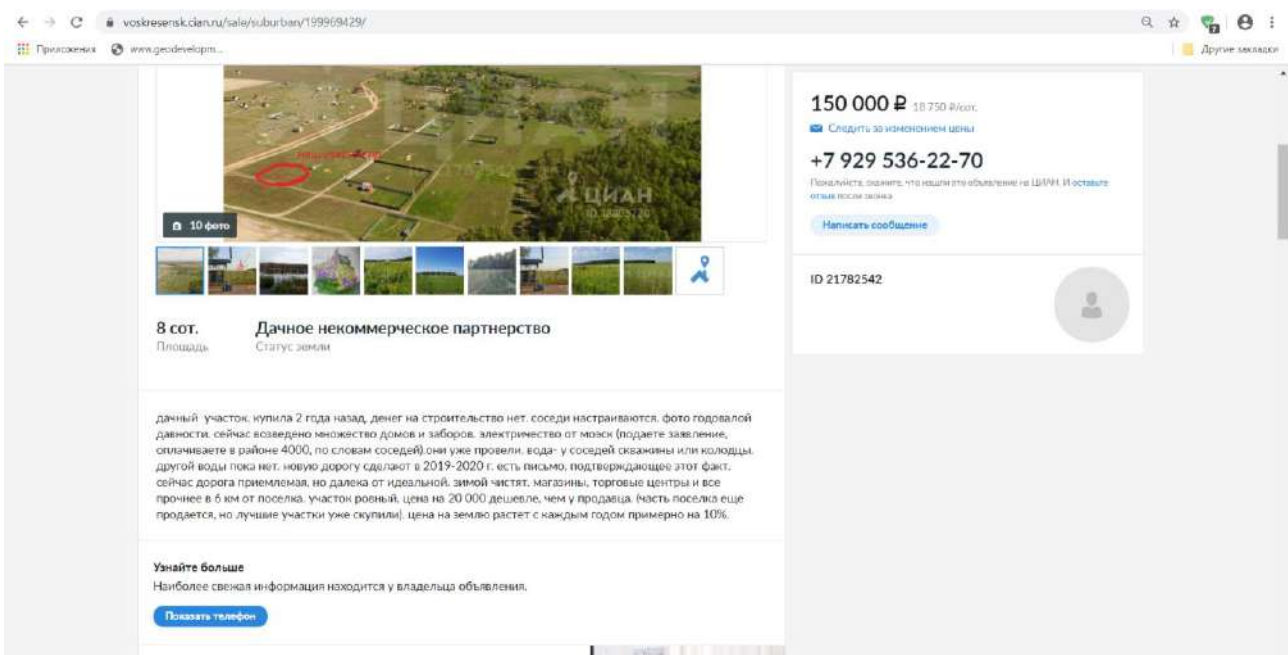 voskresensk.cian.ru/sale/suburban/199969429/
Приложения www.geodevelopm... Другие закладки
ЦИАН
ЦИАН
10 фото
8 сот. Дачное некоммерческое партнерство
Площадь Статус земли
дачный участок. купила 2 года назад, денег на строительство нет. соседи настраиваются. фото годовалой
давности. сейчас возведено множество домов и заборов. электричество от моэск (подаете заявление,
оплачиваете в районе 4000, по словам соседей).они уже провели. вода- у соседей скважины или колодцы.
другой воды пока нет. новую дорогу сделают в 2019-2020 г. есть письмо, подтверждающее этот факт.
сейчас дорога приемлемая, но далека от идеальной. зимой чистят. магазины, торговые центры и все
прочнее в 6 км от поселка. участок ровный. цена на 20 000 дешевле, чем у продавца. (часть поселка еще
продается, но лучшие участки уже скупили). цена на землю растет с каждым годом примерно на 10%.
Узнайте больше
Наиболее свежая информация находится у владельца объявления.
Показать телефон
150 000 ₽ 18 750 ₽/сот.
Следить за изменением цены
+7 929 536-22-70
Пожалуйста, скажите, что нашли это объявление на ЦИАН. И оставьте
отзыв после звонка
Написать сообщение
ID 21782542